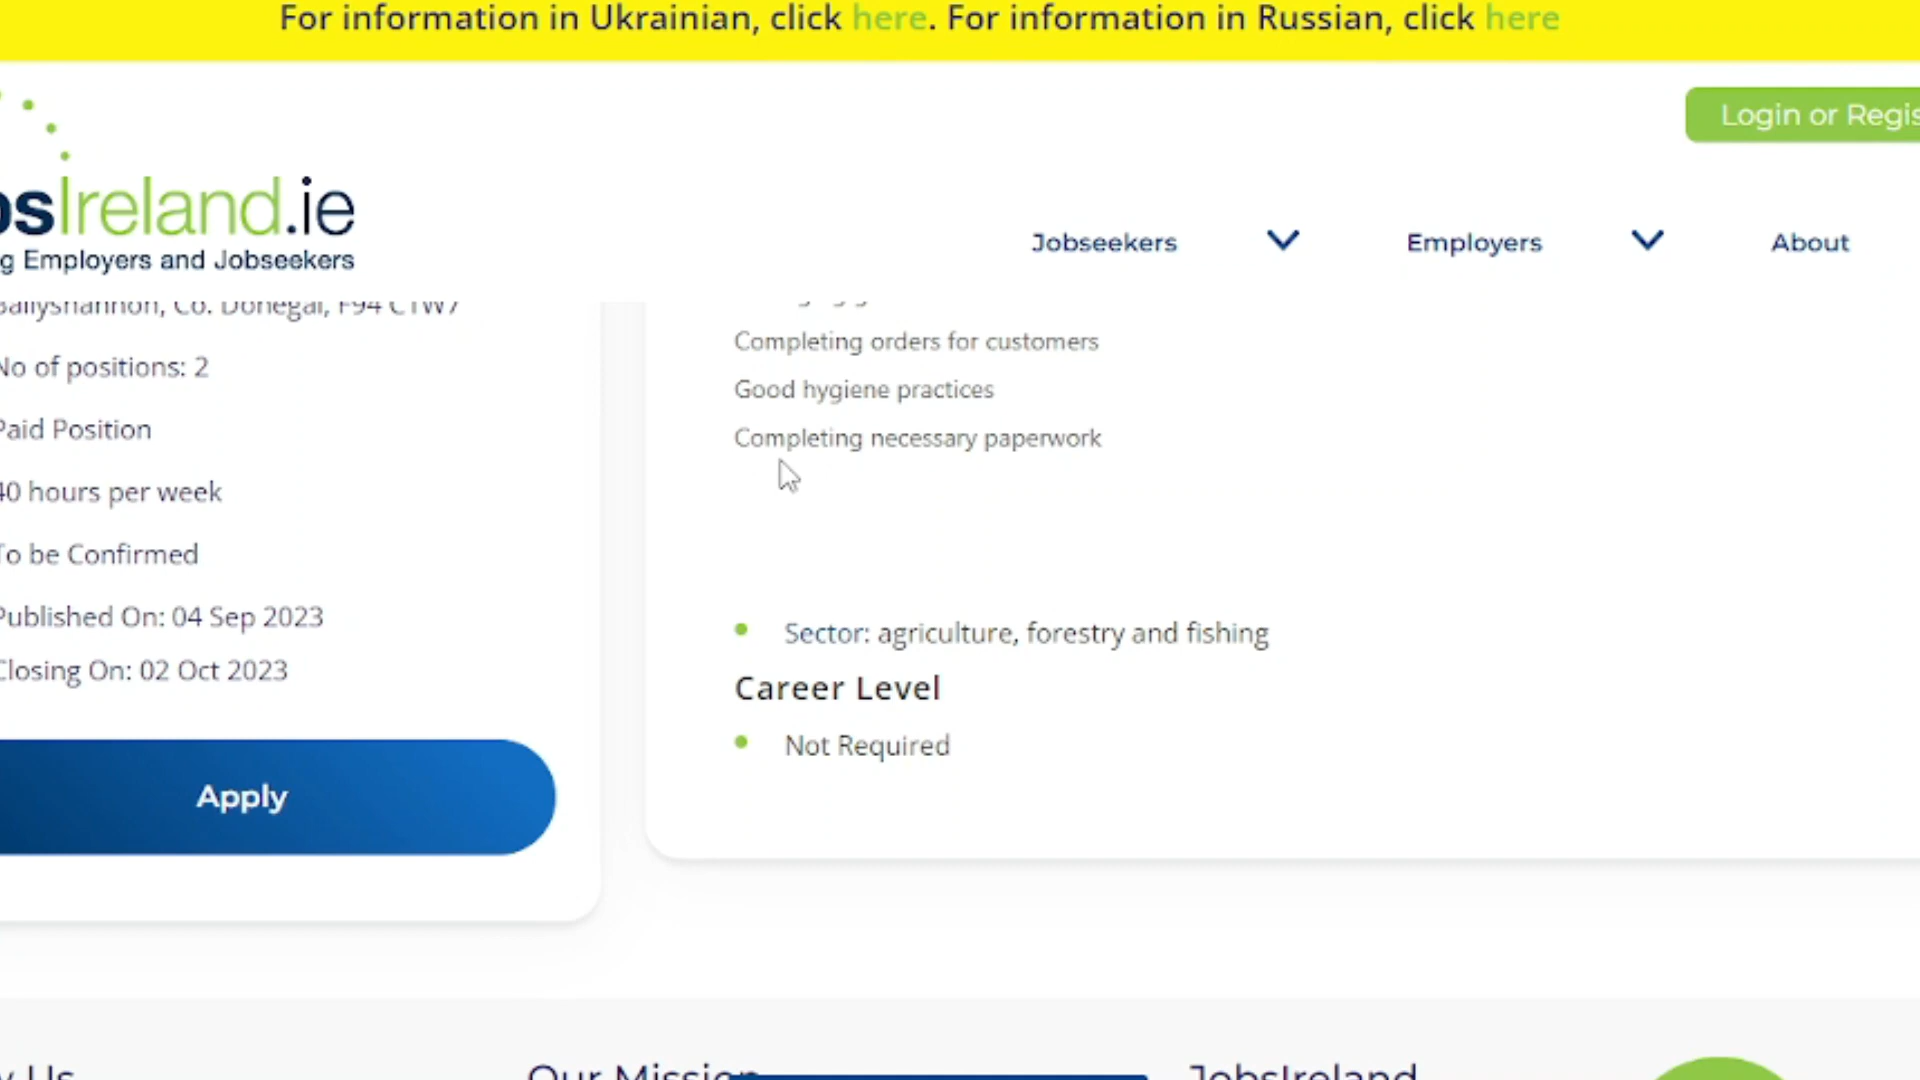 For information in Ukrainian, click here. For information in Russian, click here
Login or Regis
bsIreland.ie
g Employers and Jobseekers
Jobseekers
Employers
About
Ballyshannon, Co. Donegal, F94 C1W7
No of positions: 2
Paid Position
40 hours per week
To be Confirmed
Published On: 04 Sep 2023
Closing On: 02 Oct 2023
Apply
Completing orders for customers
Good hygiene practices
Completing necessary paperwork
Sector: agriculture, forestry and fishing
Career Level
Not Required
y Us
Our Mission
JobsIreland